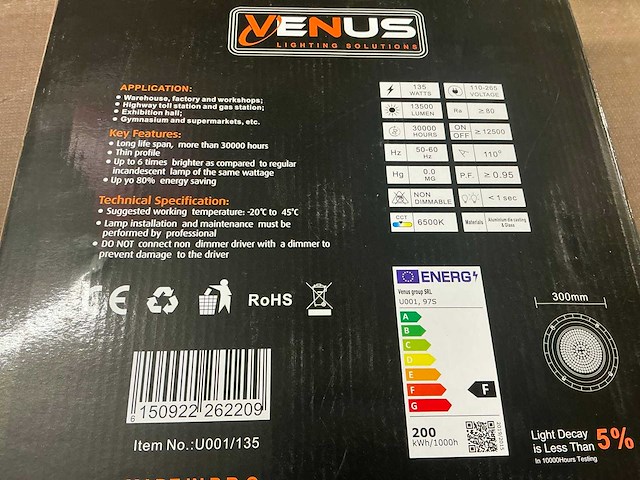 VENUS
LIGHTING SOLUTIONS
APPLICATION:
• Warehouse, factory and workshops;
• Highway toll station and gas station;
• Exhibition hall;
• Gymnasium and supermarkets, etc.
Key Features:
• Long life span, more than 30000 hours
• Thin profile
• Up to 6 times brighter as compared to regular
incandescent lamp of the same wattage
• Up yo 80% energy saving
Technical Specification:
• Suggested working temperature: -20℃ to 45℃
• Lamp installation and maintenance must be
performed by professional
• DO NOT connect non dimmer driver with a dimmer to
prevent damage to the driver
135
WATTS
110-265
VOLTAGE
13500
LUMEN
Ra ≥ 80
30000
HOURS
ON
OFF ≥ 12500
Hz 50-60
Hz
110°
Hg 0.0
MG
P.F. ≥ 0.95
NON
DIMMABLE
< 1 sec
CCT
6500K
Materials Aluminium die casting
& Glass
CE
RoHS
ENERG
Venus group SRL
U001, 97S
A
B
C
D
E
F
G
F
200
kWh/1000h
2019/2015
300mm
6 150922 262209
Item No.:U001/135
Light Decay
is Less Than 5%
In 10000Hours Testing